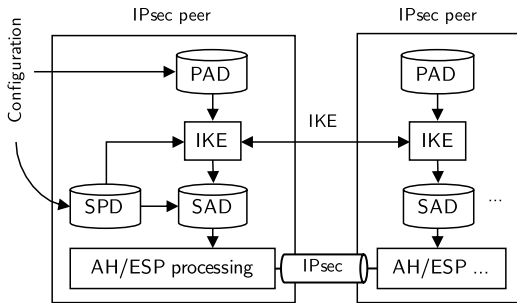 IPsec peer
IPsec peer
Configuration
PAD
PAD
IKE
IKE
IKE
SPD
SAD
SAD
...
AH/ESP processing
IPsec
AH/ESP ...